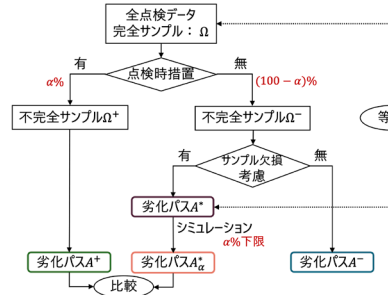 全点検データ
完全サンプル： Ω
有
点検時措置
無
α%
(100 − α)%
不完全サンプルΩ⁺
不完全サンプルΩ⁻
等
有
サンプル欠損
考慮
無
劣化パスA*
シミュレーション
α%下限
劣化パスA⁺
劣化パスA*α
劣化パスA⁻
比較